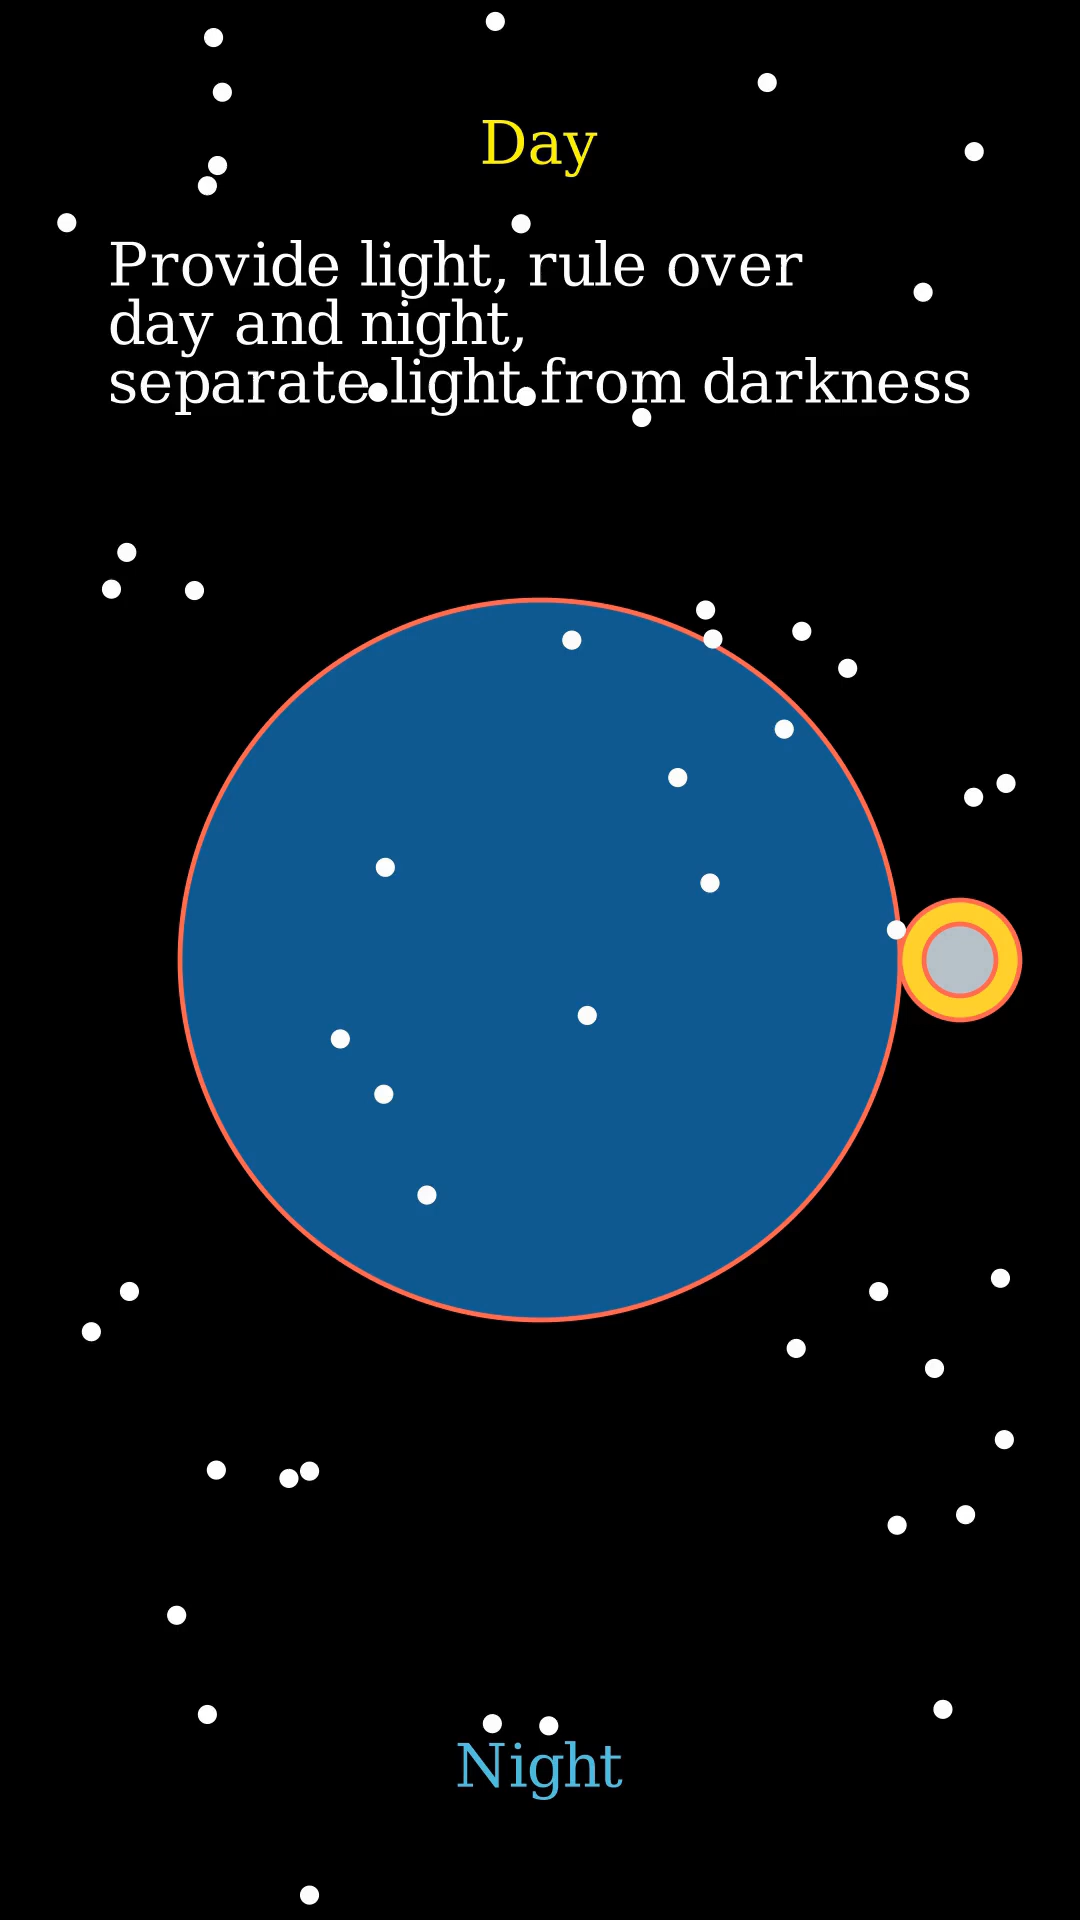 Day
Provide light, rule over
day and night,
separate light from darkness
Night